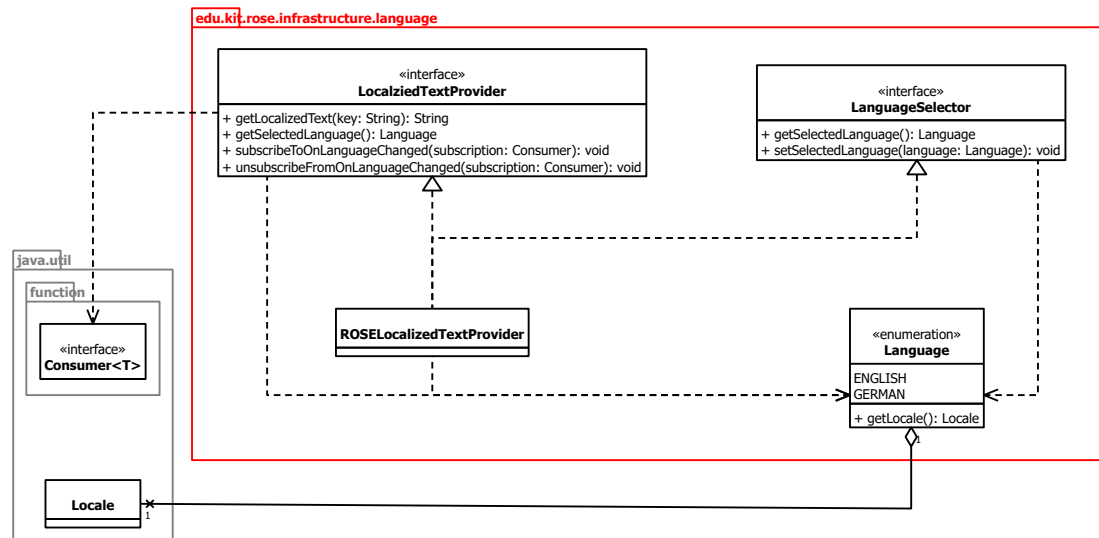 edu.kit.rose.infrastructure.language
«interface»
LocalziedTextProvider
+ getLocalizedText(key: String): String
+ getSelectedLanguage(): Language
+ subscribeToOnLanguageChanged(subscription: Consumer): void
+ unsubscribeFromOnLanguageChanged(subscription: Consumer): void
«interface»
LanguageSelector
+ getSelectedLanguage(): Language
+ setSelectedLanguage(language: Language): void
java.util
function
«interface»
Consumer<T>
ROSELocalizedTextProvider
«enumeration»
Language
ENGLISH
GERMAN
+ getLocale(): Locale
1
Locale
1